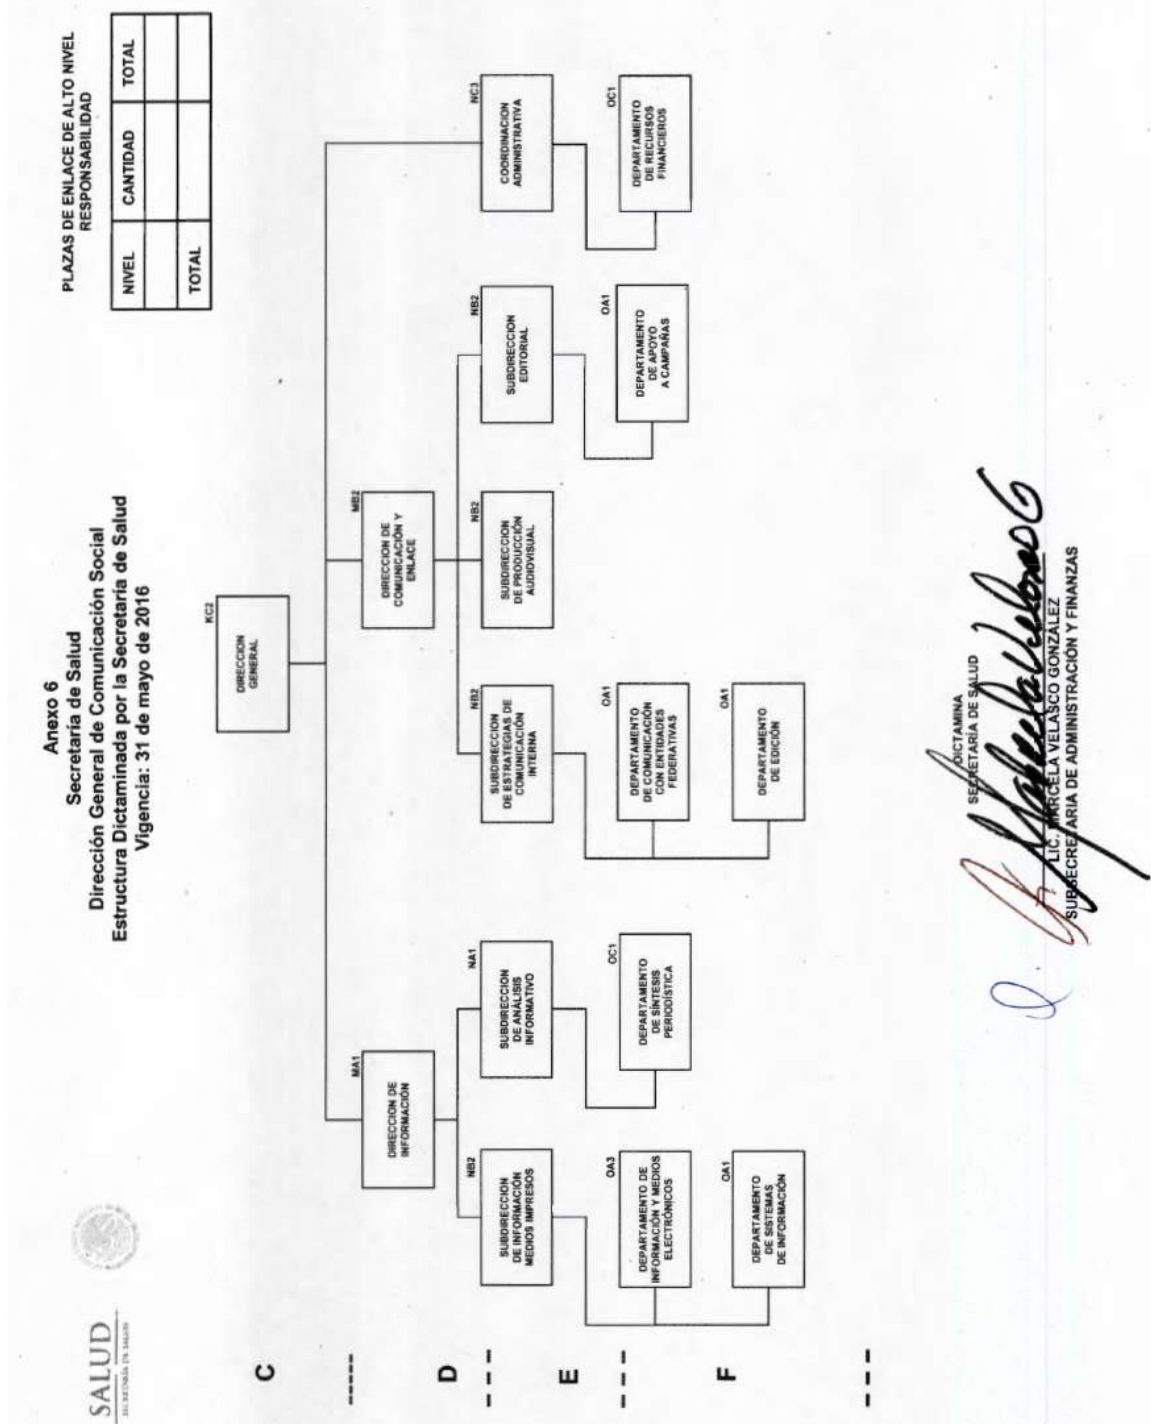 SALUD
SECRETARÍA DE SALUD
Anexo 6
Secretaría de Salud
Dirección General de Comunicación Social
Estructura Dictaminada por la Secretaría de Salud
Vigencia: 31 de mayo de 2016
PLAZAS DE ENLACE DE ALTO NIVEL
RESPONSABILIDAD
NIVEL CANTIDAD TOTAL
TOTAL
C
KC2
DIRECCION
GENERAL
D
MA1
DIRECCION DE
INFORMACIÓN
MB2
DIRECCION DE
COMUNICACIÓN Y
ENLACE
E
NB2
SUBDIRECCION
DE INFORMACIÓN
MEDIOS IMPRESOS
NA1
SUBDIRECCION
DE ANÁLISIS
INFORMATIVO
NB2
SUBDIRECCION
DE ESTRATEGIAS DE
COMUNICACIÓN
INTERNA
NB2
SUBDIRECCION
DE PRODUCCIÓN
AUDIOVISUAL
NB2
SUBDIRECCION
EDITORIAL
NC3
COORDINACION
ADMINISTRATIVA
F
OA3
DEPARTAMENTO DE
INFORMACIÓN Y MEDIOS
ELECTRÓNICOS
OC1
DEPARTAMENTO
DE SÍNTESIS
PERIODÍSTICA
OA1
DEPARTAMENTO
DE COMUNICACIÓN
CON ENTIDADES
FEDERATIVAS
OA1
DEPARTAMENTO
DE APOYO
A CAMPAÑAS
OC1
DEPARTAMENTO
DE RECURSOS
FINANCIEROS
OA1
DEPARTAMENTO
DE SISTEMAS
DE INFORMACIÓN
OA1
DEPARTAMENTO
DE EDICIÓN
DICTAMINA
SECRETARÍA DE SALUD
LIC. MARCELA VELASCO GONZÁLEZ
SUBSECRETARIA DE ADMINISTRACIÓN Y FINANZAS